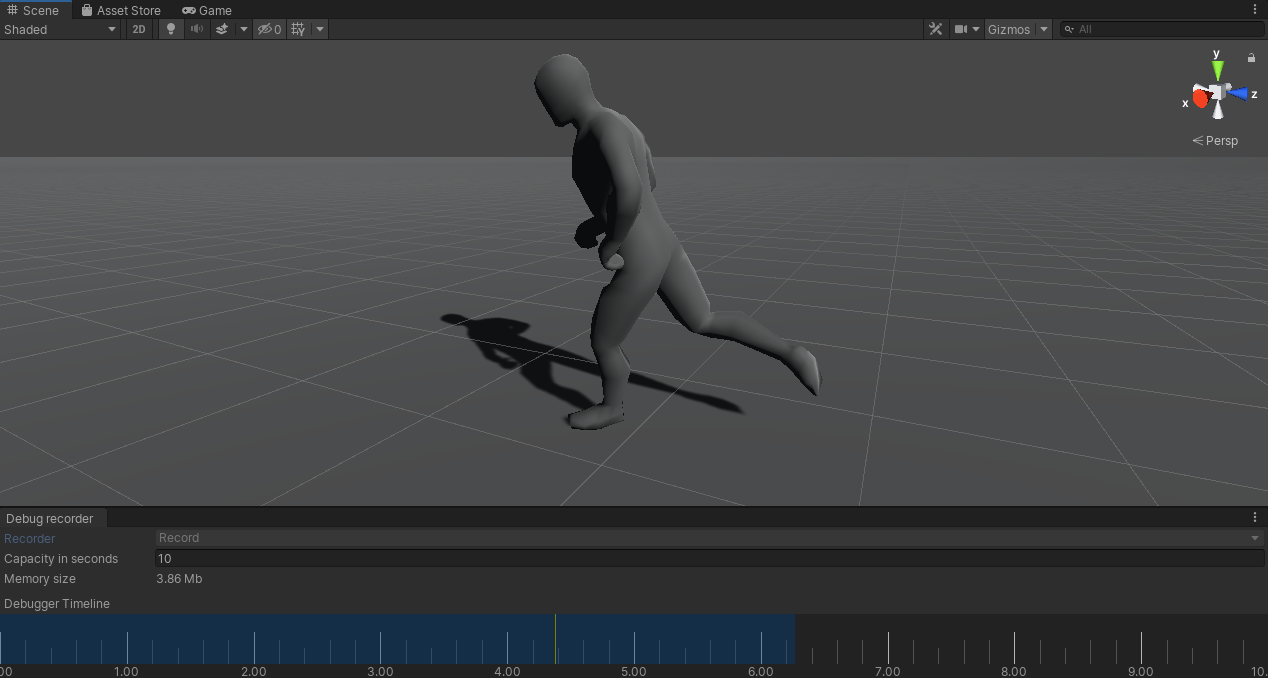 Scene Asset Store Game
Shaded 2D 0 Gizmos All
y
x z
Persp
Debug recorder
Recorder Record
Capacity in seconds 10
Memory size 3.86 Mb
Debugger Timeline
00 1.00 2.00 3.00 4.00 5.00 6.00 7.00 8.00 9.00 10.